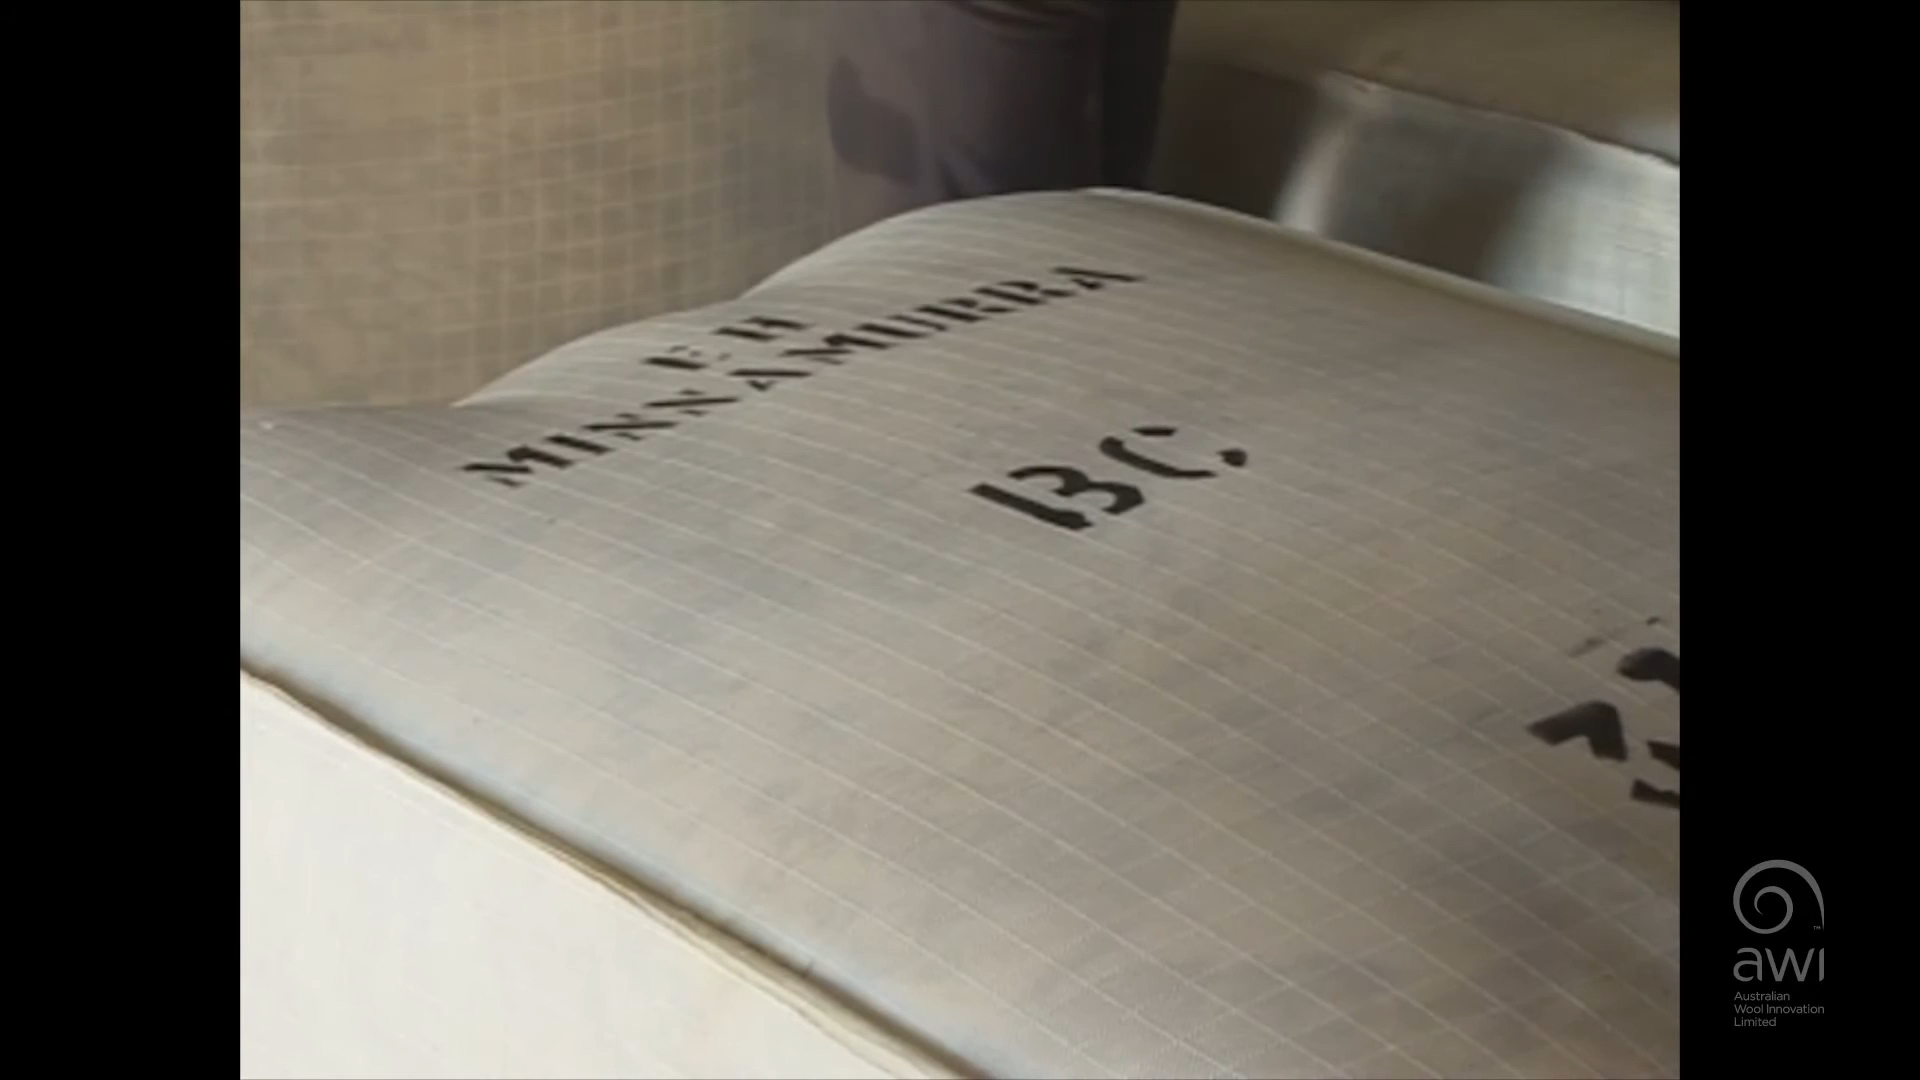 E H
MINNAMURRA
BC
awi
Australian
Wool Innovation
Limited